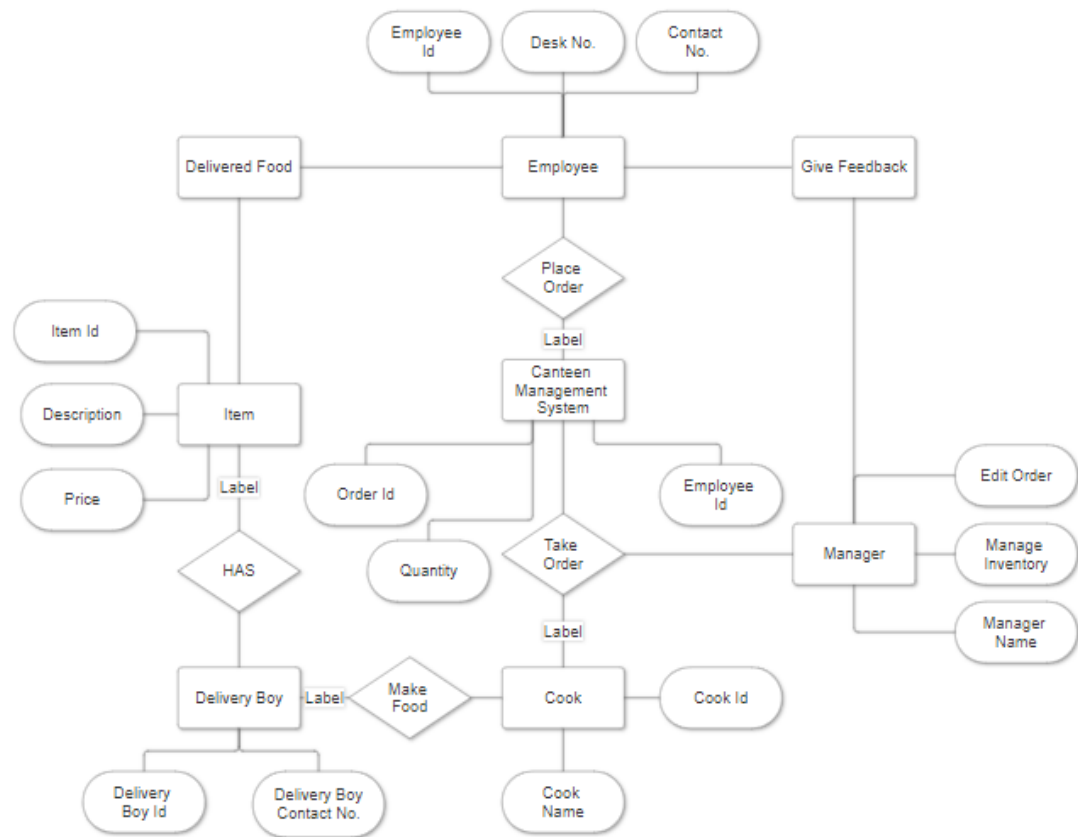 Employee
Id
Desk No.
Contact
No.
Delivered Food
Employee
Give Feedback
Place
Order
Label
Item Id
Canteen
Management
System
Description
Item
Label
Price
Order Id
Employee
Id
Edit Order
HAS
Quantity
Take
Order
Manager
Manage
Inventory
Label
Manager
Name
Delivery Boy
Label
Make
Food
Cook
Cook Id
Delivery
Boy Id
Delivery Boy
Contact No.
Cook
Name